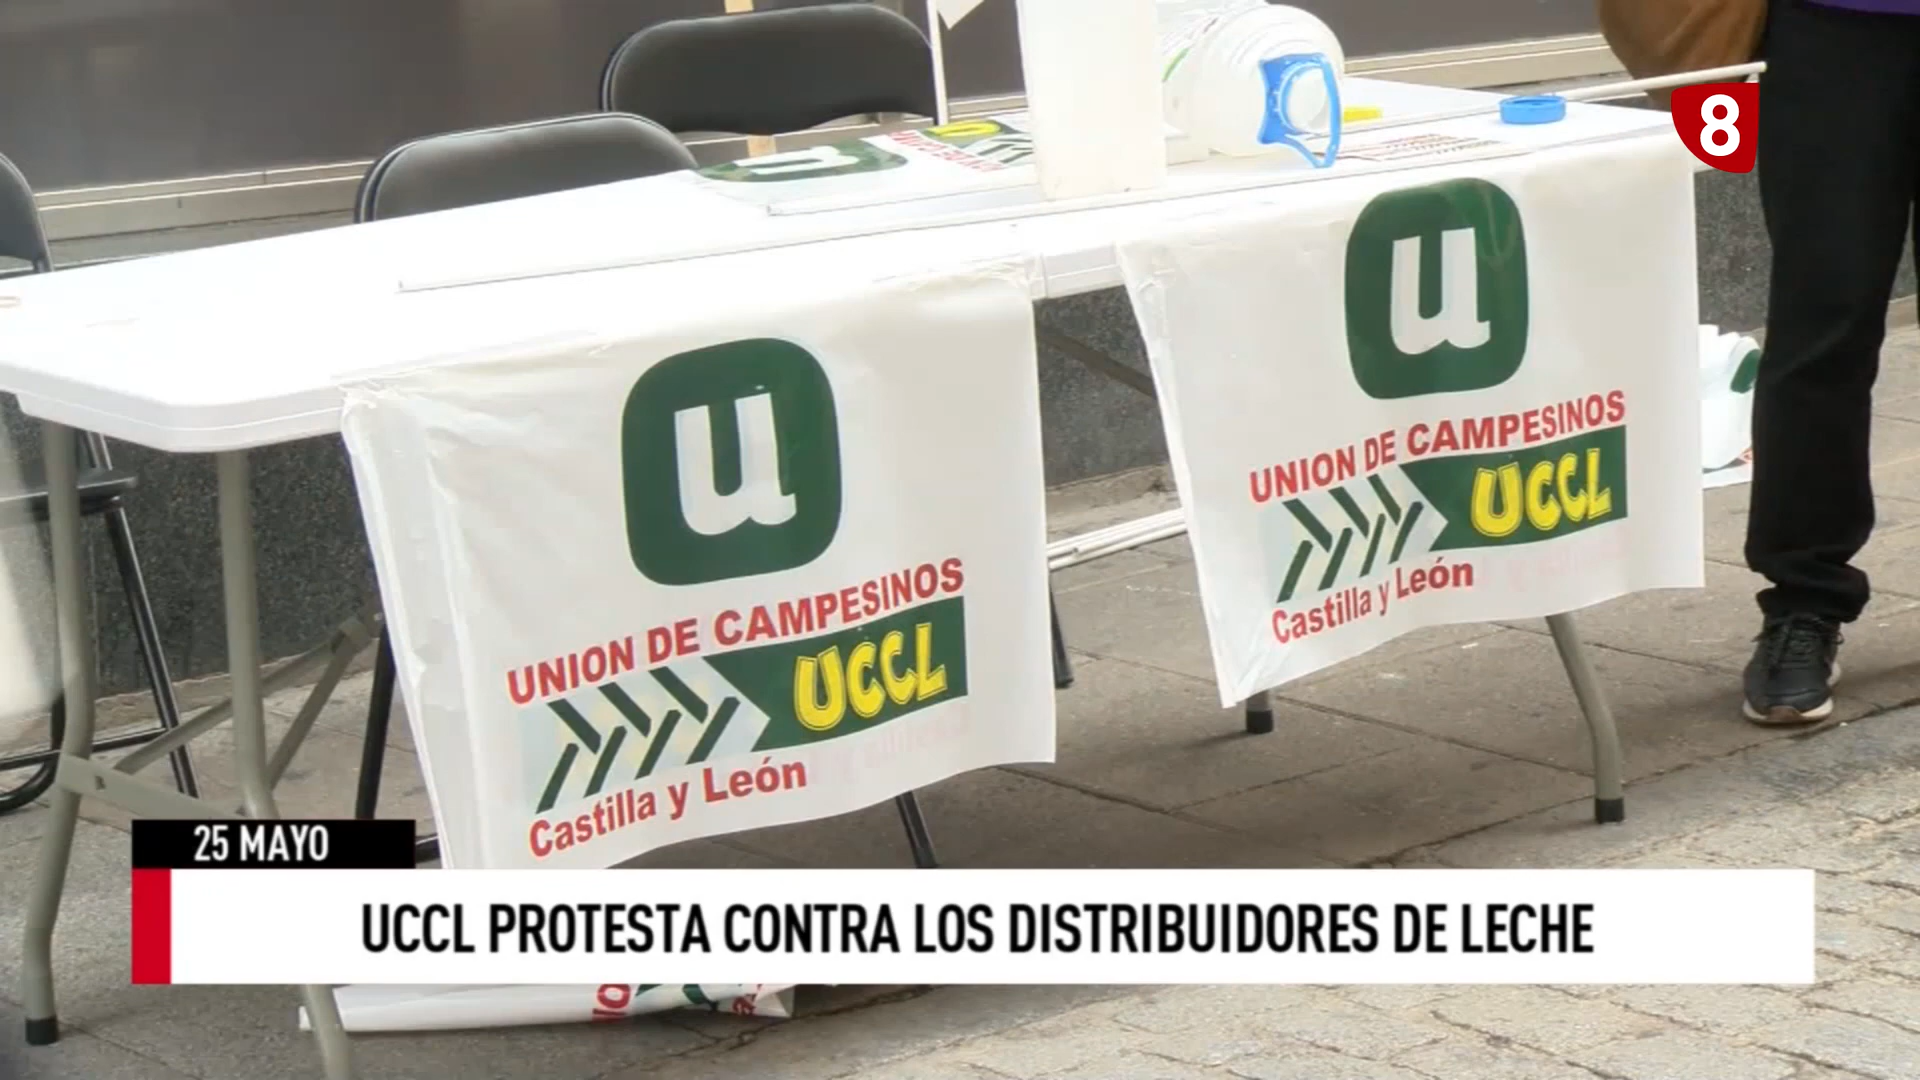 8
u
UNION DE CAMPESINOS
UCCL
Castilla y León
u
UNION DE CAMPESINOS
UCCL
Castilla y León
25 MAYO
UCCL PROTESTA CONTRA LOS DISTRIBUIDORES DE LECHE